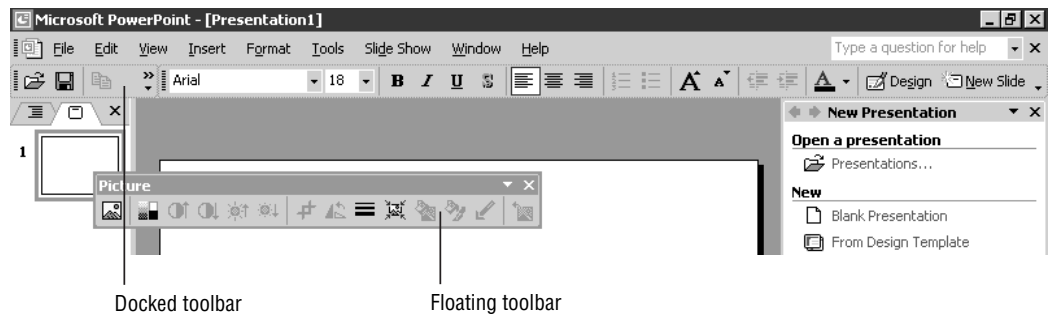 Microsoft PowerPoint - [Presentation1]
File Edit View Insert Format Tools Slide Show Window Help Type a question for help
Arial 18 B I U S A A A Design New Slide
New Presentation
Open a presentation
1
Presentations...
Picture
New
Blank Presentation
From Design Template
Docked toolbar Floating toolbar